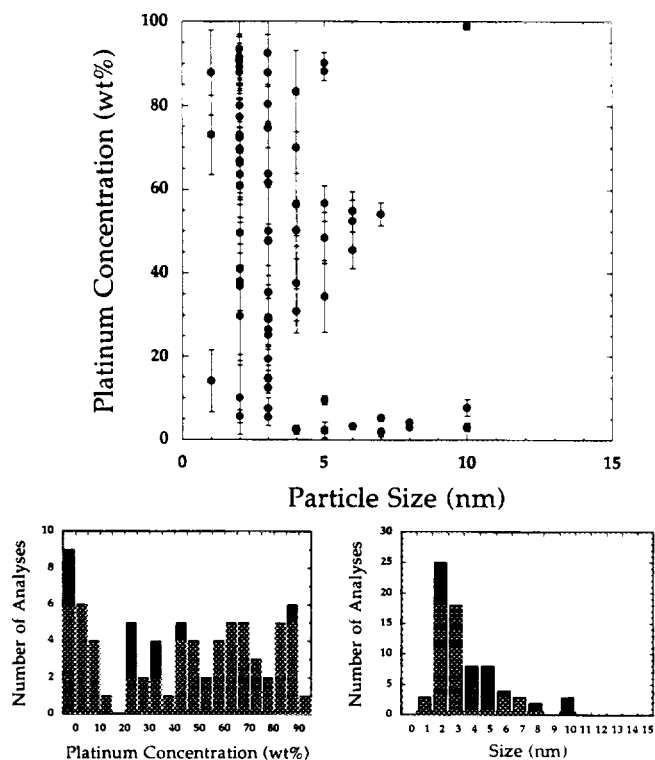 100
80
60
40
20
0
Platinum Concentration (wt%)
0 5 10 15
Particle Size (nm)
10
8
6
4
2
0
Number of Analyses
0 10 20 30 40 50 60 70 80 90
Platinum Concentration (wt%)
30
25
20
15
10
5
0
Number of Analyses
0 1 2 3 4 5 6 7 8 9 10 11 12 13 14 15
Size (nm)